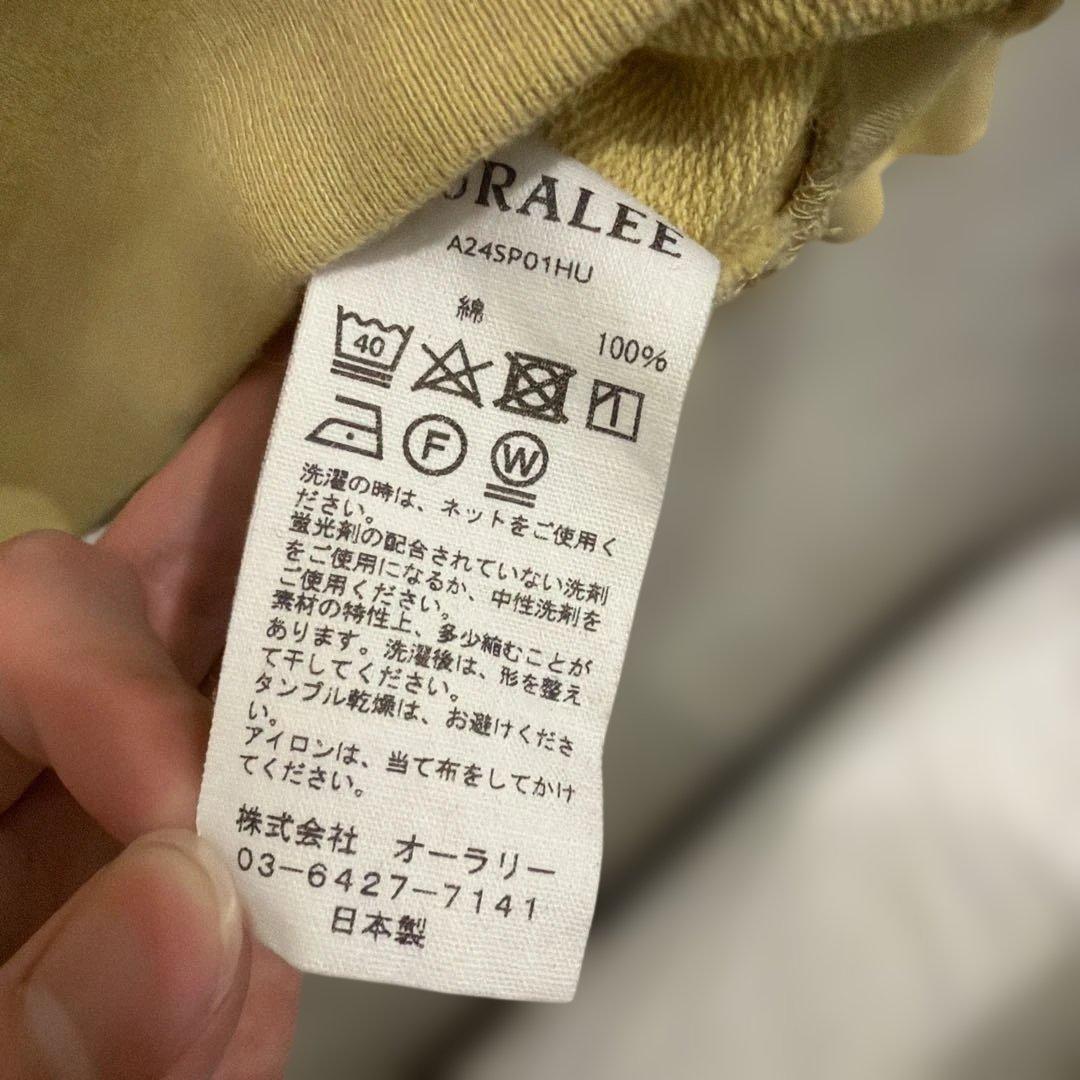 URALEE
A24SP01HU
綿 100%
40
F W
洗濯の時は、ネットをご使用く
ださい。
蛍光剤の配合されていない洗剤
をご使用になるか、中性洗剤を
ご使用ください。
素材の特性上、多少縮むことが
あります。洗濯後は、形を整え
て干してください。
タンブル乾燥は、お避けくださ
い。
アイロンは、当て布をしてかけ
てください。
株式会社 オーラリー
03-6427-7141
日本製